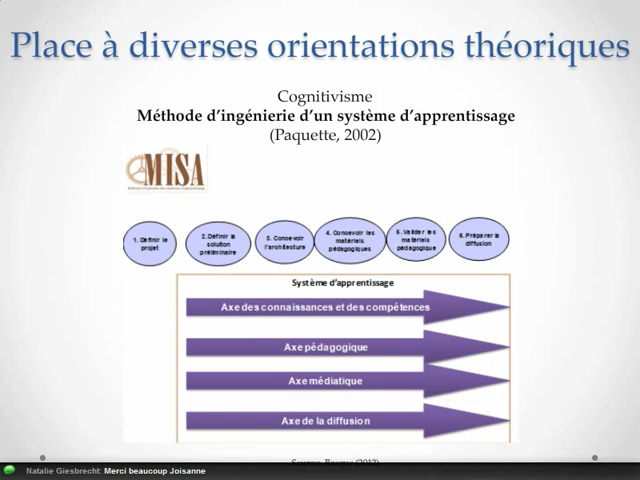 Place à diverses orientations théoriques
Cognitivisme
Méthode d'ingénierie d'un système d'apprentissage
(Paquette, 2002)
MISA
1. Définir le
projet
2. Définir la
solution
préliminaire
3. Concevoir
l'architecture
4. Concevoir les
matériels
pédagogiques
5. Valider les
matériels
pédagogique
6. Préparer la
diffusion
Système d'apprentissage
Axe des connaissances et des compétences
Axe pédagogique
Axe médiatique
Axe de la diffusion
Natalie Giesbrecht: Merci beaucoup Joisanne